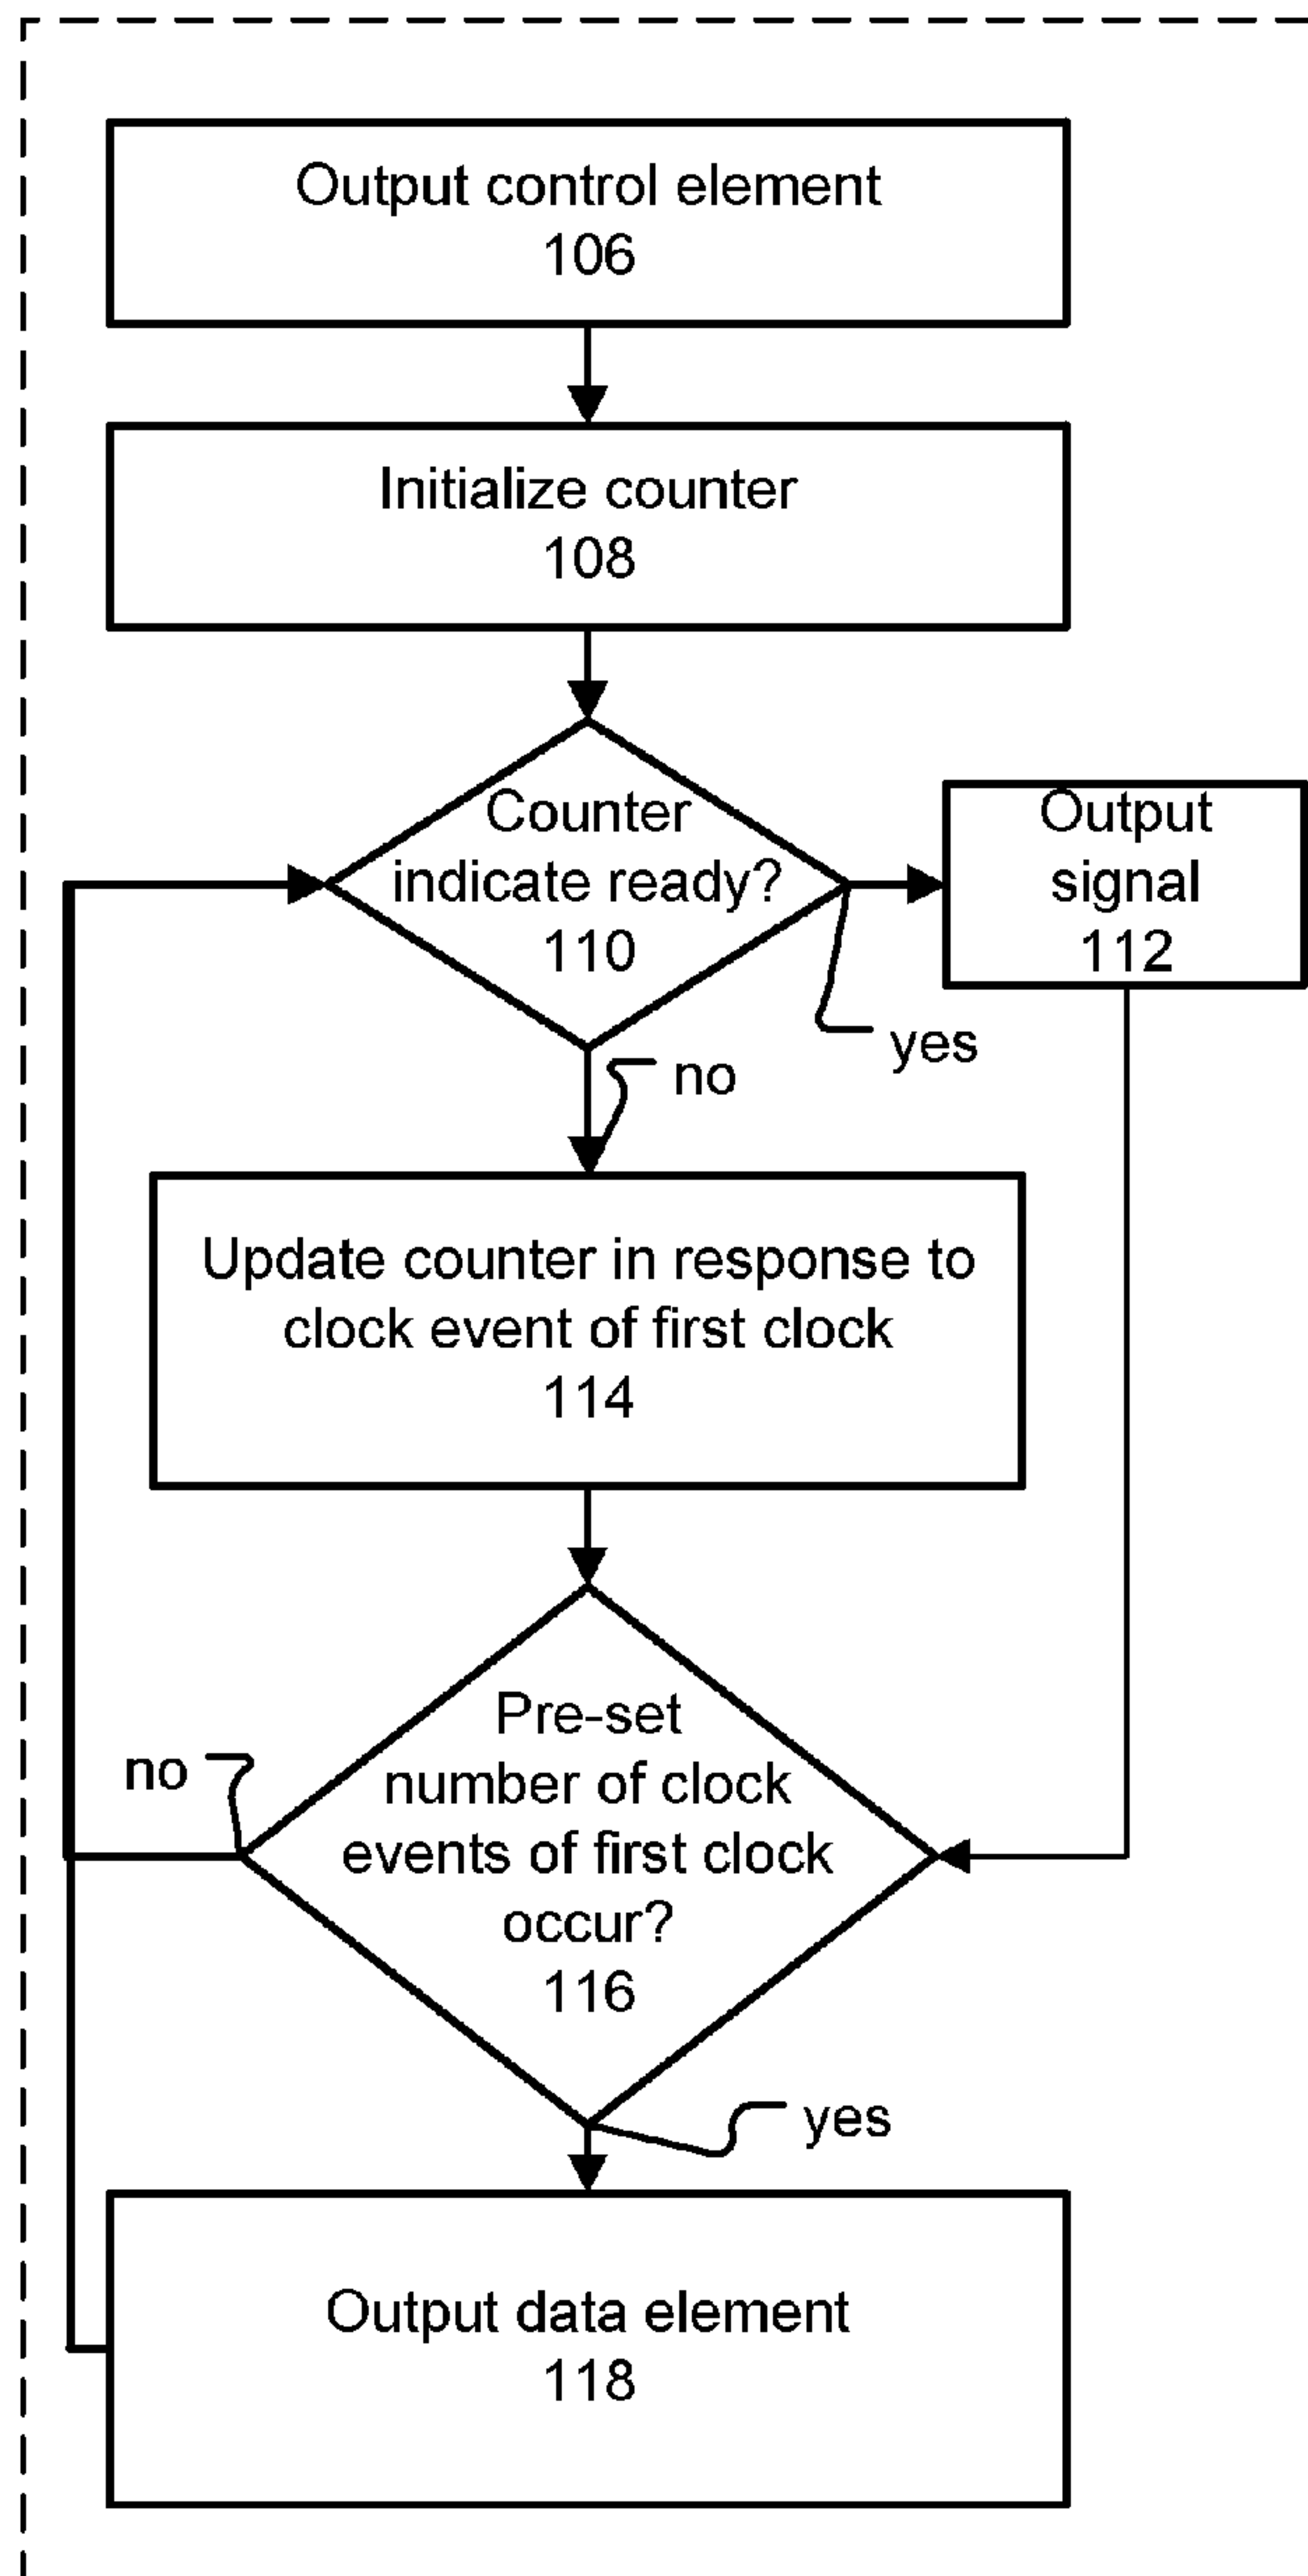 Output control element
106
Initialize counter
108
Counter
indicate ready?
110
Output
signal
112
yes
no
Update counter in response to
clock event of first clock
114
Pre-set
number of clock
events of first clock
occur?
116
no
yes
Output data element
118